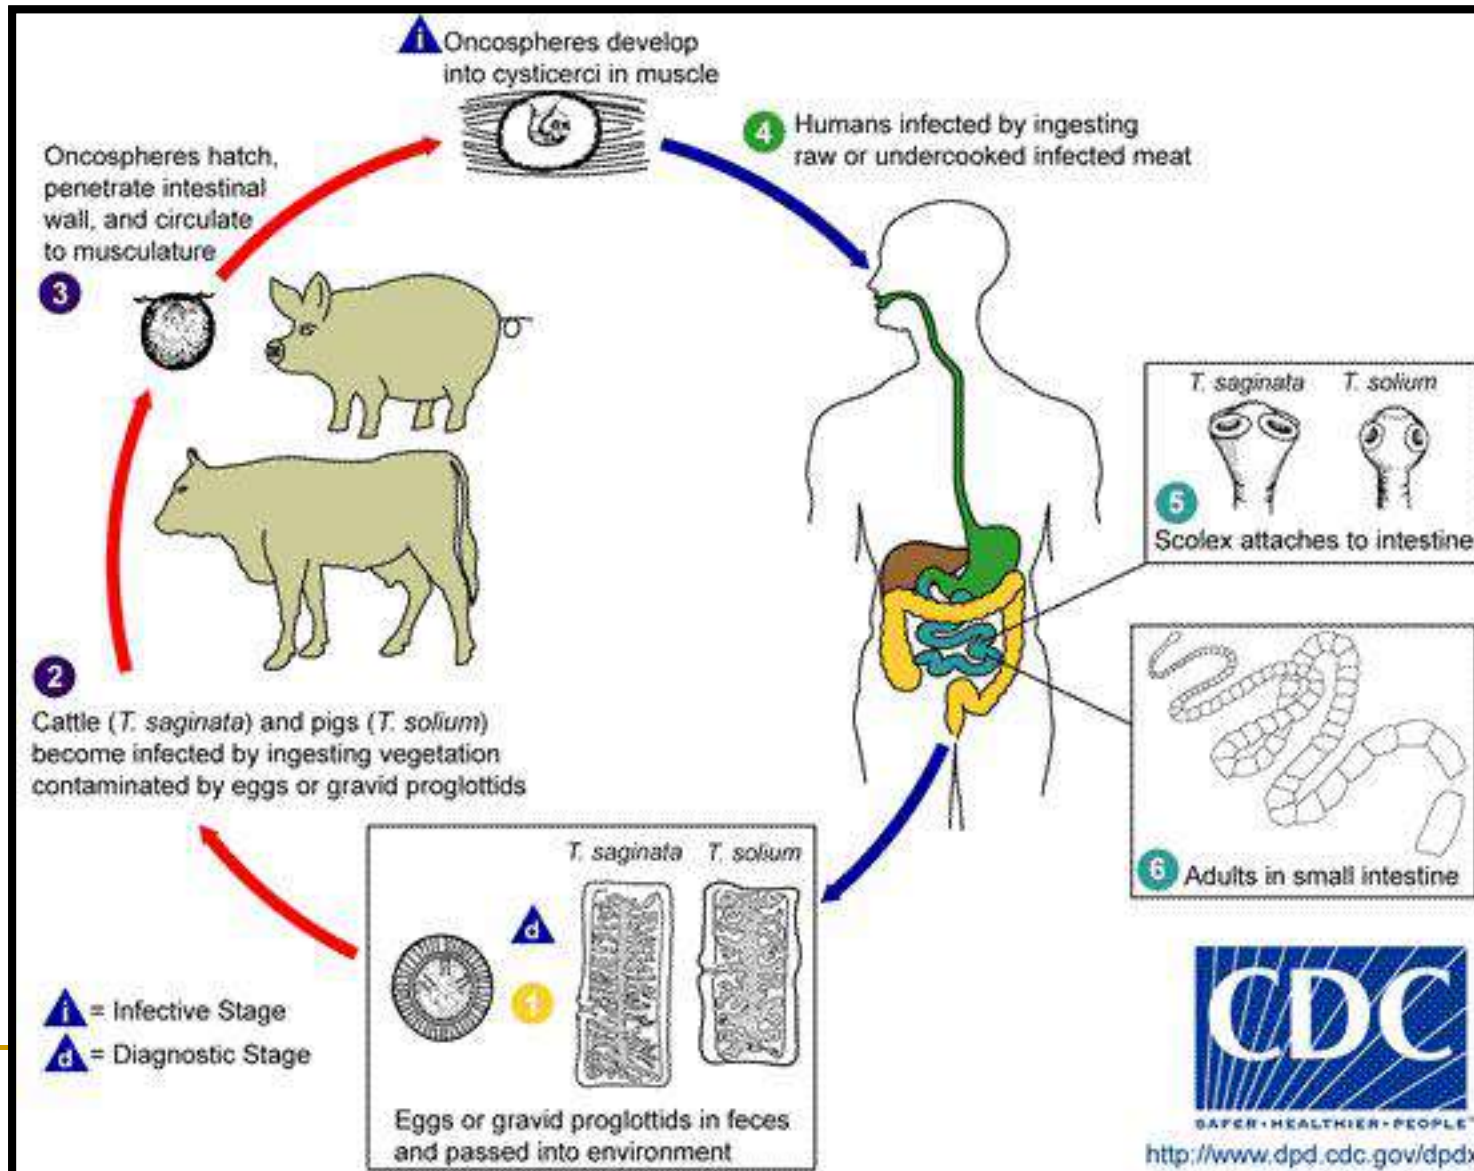 i
Oncospheres develop
into cysticerci in muscle
4
Humans infected by ingesting
raw or undercooked infected meat
Oncospheres hatch,
penetrate intestinal
wall, and circulate
to musculature
3
T. saginata T. solium
5
Scolex attaches to intestine
2
Cattle (T. saginata) and pigs (T. solium)
become infected by ingesting vegetation
contaminated by eggs or gravid proglottids
6 Adults in small intestine
T. saginata T. solium
d
1
i = Infective Stage
d = Diagnostic Stage
Eggs or gravid proglottids in feces
and passed into environment
CDC
SAFER·HEALTHIER·PEOPLE™
http://www.dpd.cdc.gov/dpdx